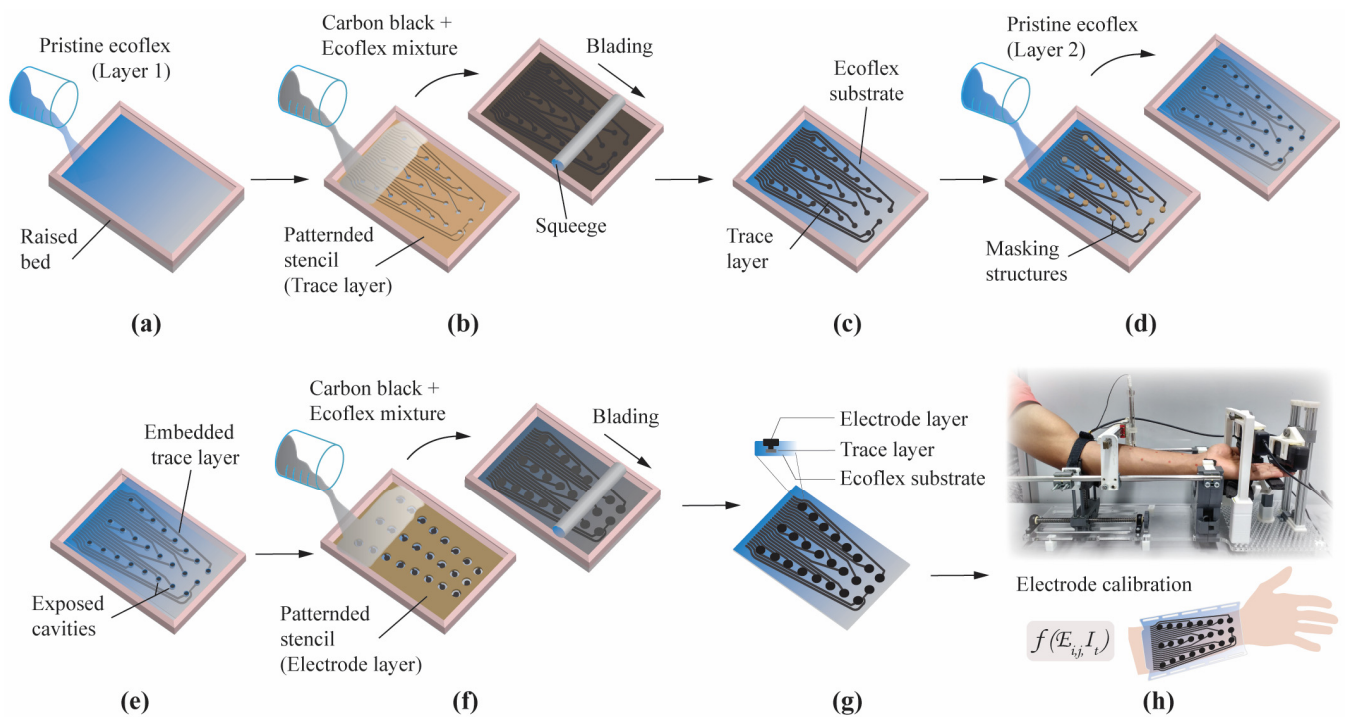 Pristine ecoflex
(Layer 1)
Raised
bed
(a)
Carbon black +
Ecoflex mixture
Blading
Patternded
stencil
(Trace layer)
Squeege
(b)
Ecoflex
substrate
Trace
layer
(c)
Pristine ecoflex
(Layer 2)
Masking
structures
(d)
Embedded
trace layer
Exposed
cavities
(e)
Carbon black +
Ecoflex mixture
Blading
Patternded
stencil
(Electrode layer)
(f)
Electrode layer
Trace layer
Ecoflex substrate
(g)
Electrode calibration
f(E_{i,j}, I_t)
(h)